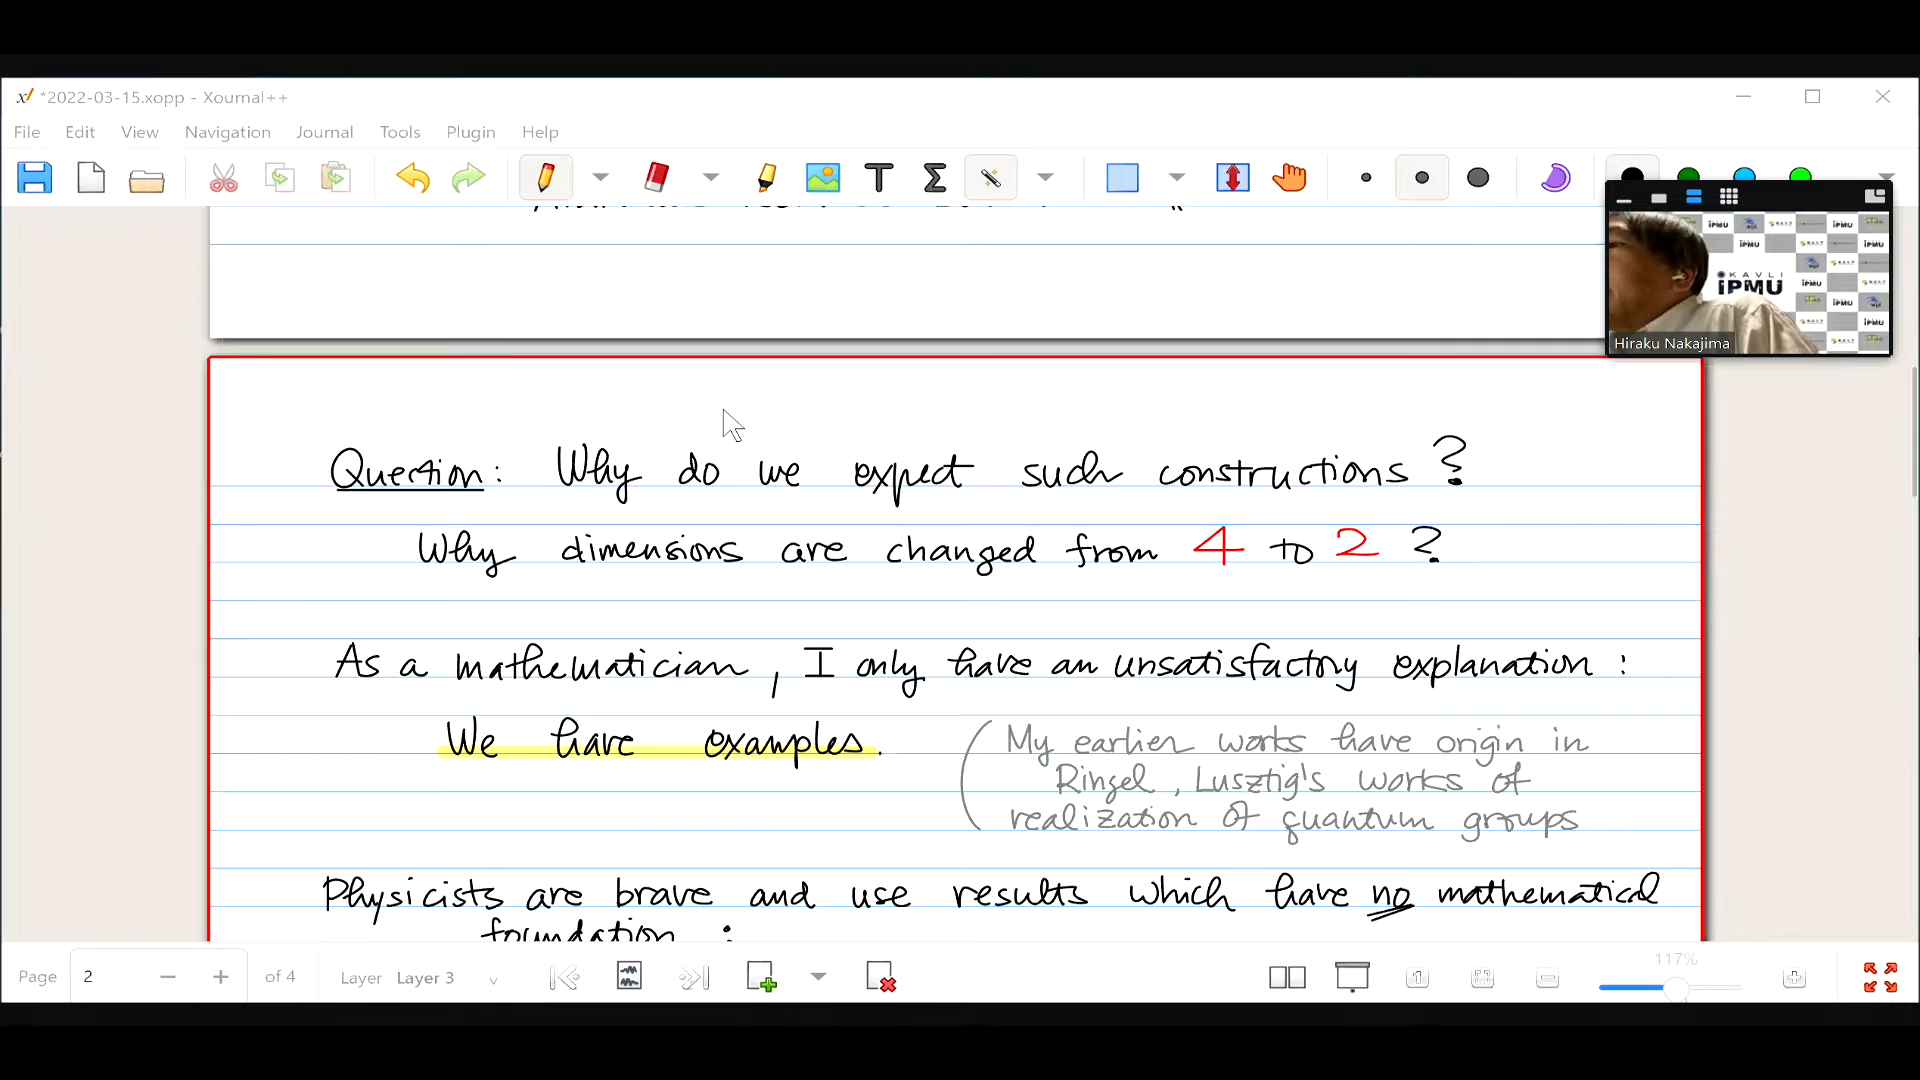 *2022-03-15.xopp - Xournal++
File Edit View Navigation Journal Tools Plugin Help
KAVLI
iPMU
Hiraku Nakajima
Question: Why do we expect such constructions?
Why dimensions are changed from 4 to 2 ?
As a mathematician, I only have an unsatisfactory explanation :
We have examples.
(My earlier works have origin in
Ringel, Lusztig's works of
realization of quantum groups
Physicists are brave and use results which have no mathematical
foundation :
Page 2 of 4 Layer Layer 3
117%